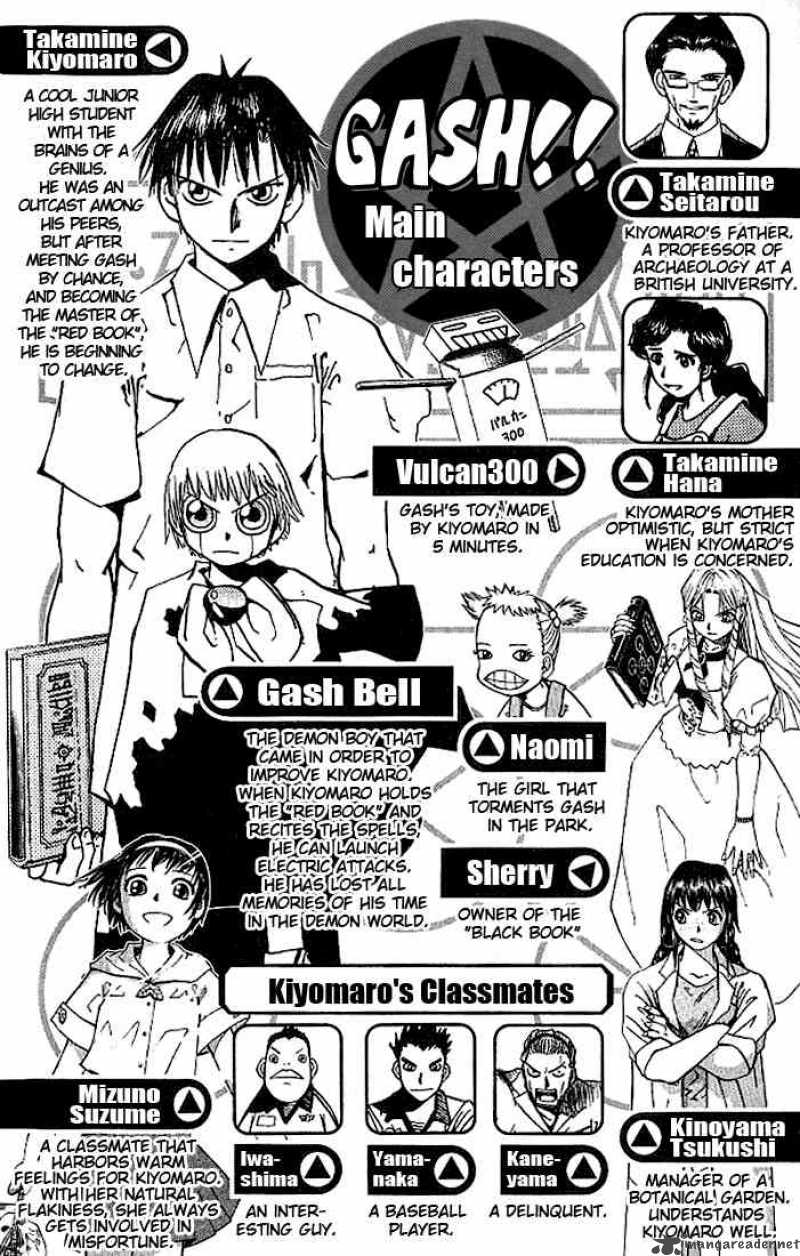 Takamine
Kiyomaro
A COOL JUNIOR
HIGH STUDENT
WITH THE
BRAINS OF A
GENIUS.
HE WAS AN
OUTCAST AMONG
HIS PEERS,
BUT AFTER
MEETING GASH
BY CHANCE,
AND BECOMING
THE MASTER OF
THE "RED BOOK",
HE IS BEGINNING
TO CHANGE.
GASH!!
Main
characters
Takamine
Seitarou
KIYOMARO'S FATHER.
A PROFESSOR OF
ARCHAEOLOGY AT A
BRITISH UNIVERSITY.
バルカン
300
Vulcan300
GASH'S TOY, MADE
BY KIYOMARO IN
5 MINUTES.
Takamine
Hana
KIYOMARO'S MOTHER
OPTIMISTIC, BUT STRICT
WHEN KIYOMARO'S
EDUCATION IS CONCERNED.
Gash Bell
THE DEMON BOY THAT
CAME IN ORDER TO
IMPROVE KIYOMARO.
WHEN KIYOMARO HOLDS
THE "RED BOOK" AND
RECITES THE SPELLS,
HE CAN LAUNCH
ELECTRIC ATTACKS.
HE HAS LOST ALL
MEMORIES OF HIS TIME
IN THE DEMON WORLD.
Naomi
THE GIRL THAT
TORMENTS GASH
IN THE PARK.
Sherry
OWNER OF THE
"BLACK BOOK"
Kiyomaro's Classmates
Mizuno
Suzume
A CLASSMATE THAT
HARBORS WARM
FEELINGS FOR KIYOMARO.
WITH HER NATURAL
FLAKINESS, SHE ALWAYS
GETS INVOLVED IN
MISFORTUNE.
Iwa-
shima
AN INTER-
ESTING GUY.
Yama-
naka
A BASEBALL
PLAYER.
Kane-
yama
A DELINQUENT.
Kinoyama
Tsukushi
MANAGER OF A
BOTANICAL GARDEN.
UNDERSTANDS
KIYOMARO WELL.
mangareader.net